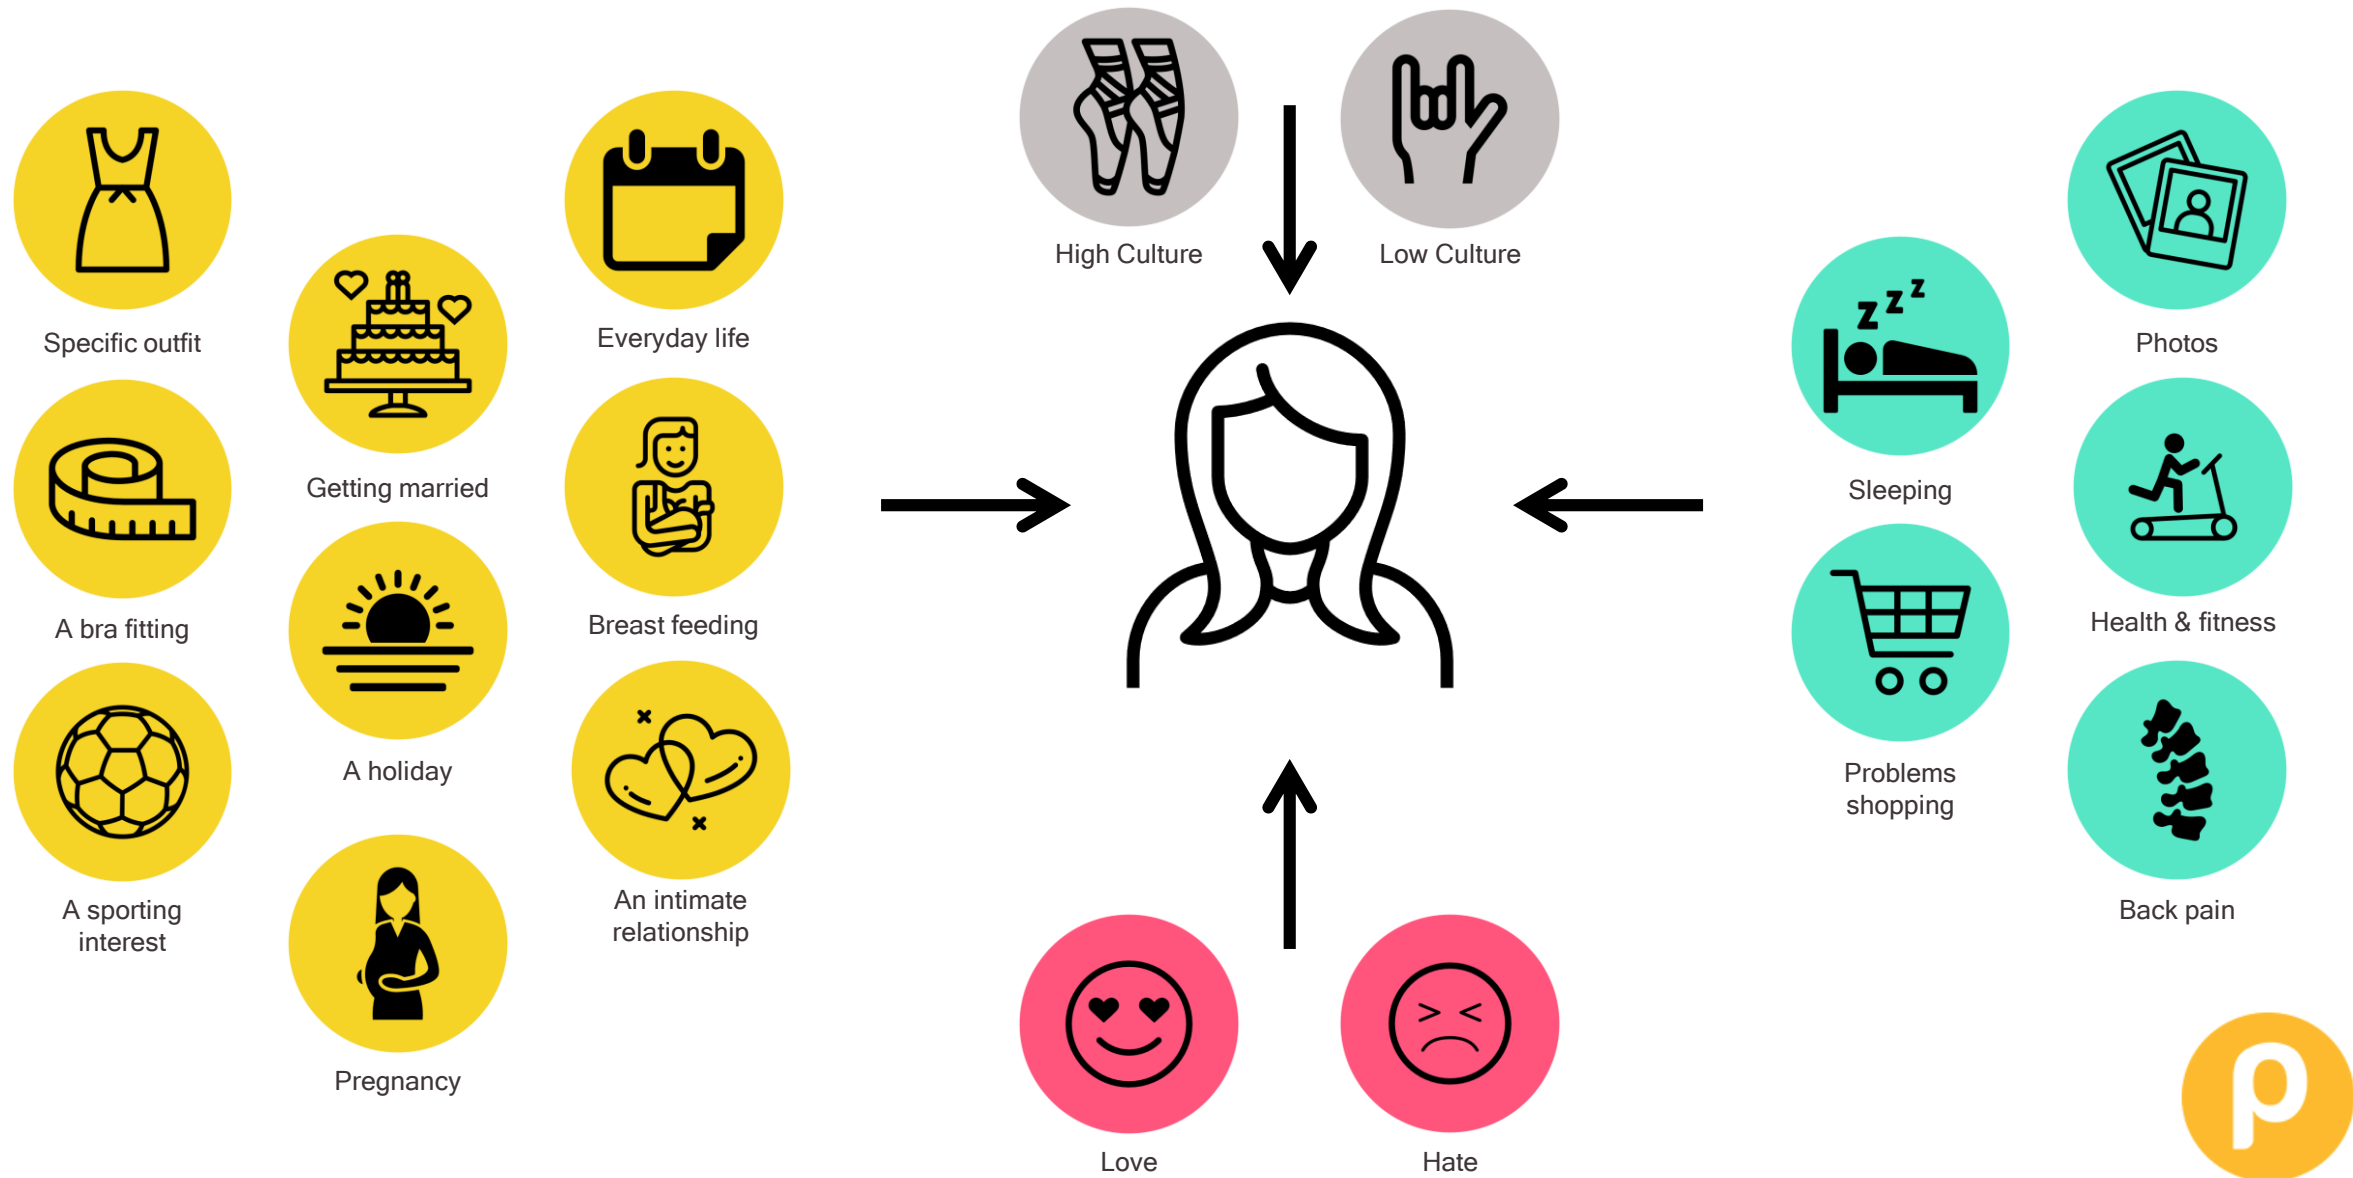 High Culture
Low Culture
Specific outfit
Everyday life
Getting married
A bra fitting
Breast feeding
A holiday
A sporting
interest
An intimate
relationship
Pregnancy
z z z
Photos
Sleeping
Health & fitness
Problems
shopping
Back pain
Love
Hate
p